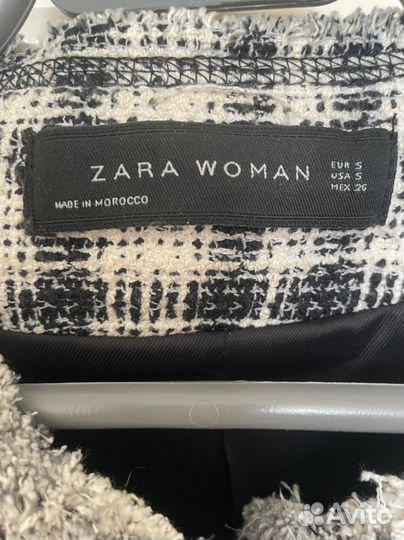 ZARA WOMAN
MADE IN MOROCCO
EUR S
USA S
MEX 26
Avito